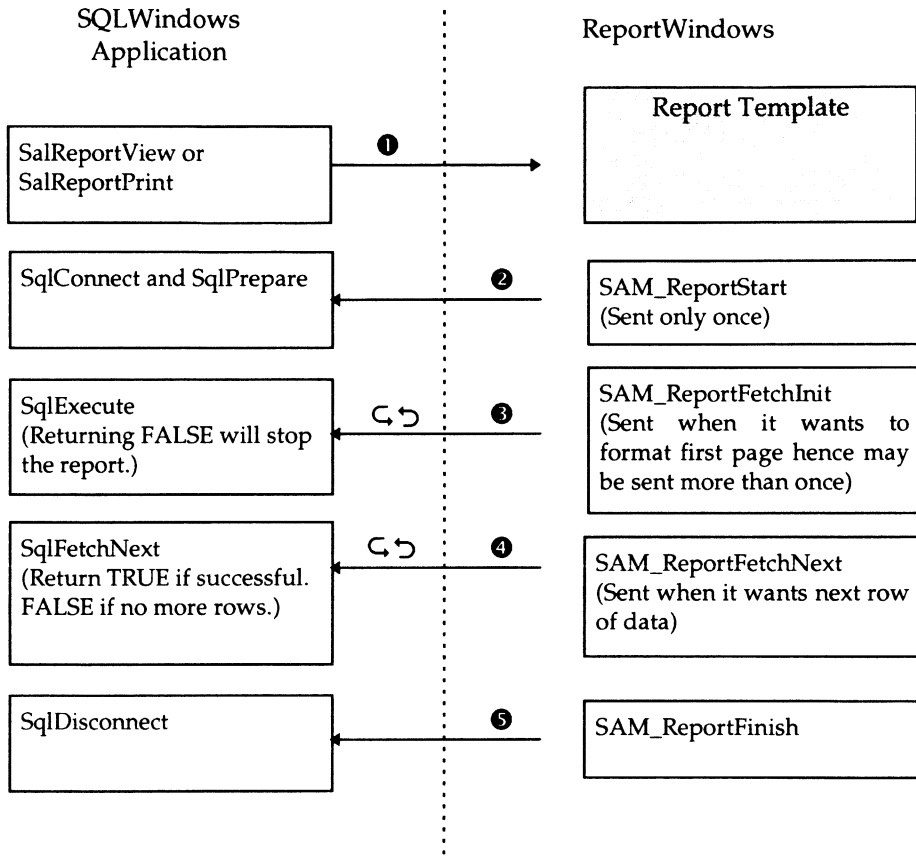 SQLWindows
Application
ReportWindows
SalReportView or
SalReportPrint
❶
Report Template
SqlConnect and SqlPrepare
❷
SAM_ReportStart
(Sent only once)
SqlExecute
(Returning FALSE will stop
the report.)
❸
SAM_ReportFetchInit
(Sent when it wants to
format first page hence may
be sent more than once)
SqlFetchNext
(Return TRUE if successful.
FALSE if no more rows.)
❹
SAM_ReportFetchNext
(Sent when it wants next row
of data)
SqlDisconnect
❺
SAM_ReportFinish